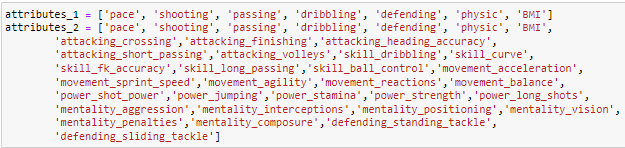 attributes_1 = ['pace', 'shooting', 'passing', 'dribbling', 'defending', 'physic', 'BMI']
attributes_2 = ['pace', 'shooting', 'passing', 'dribbling', 'defending', 'physic', 'BMI',
'attacking_crossing','attacking_finishing','attacking_heading_accuracy',
'attacking_short_passing','attacking_volleys','skill_dribbling','skill_curve',
'skill_fk_accuracy','skill_long_passing','skill_ball_control','movement_acceleration',
'movement_sprint_speed','movement_agility','movement_reactions','movement_balance',
'power_shot_power','power_jumping','power_stamina','power_strength','power_long_shots',
'mentality_aggression','mentality_interceptions','mentality_positioning','mentality_vision',
'mentality_penalties','mentality_composure','defending_standing_tackle',
'defending_sliding_tackle']